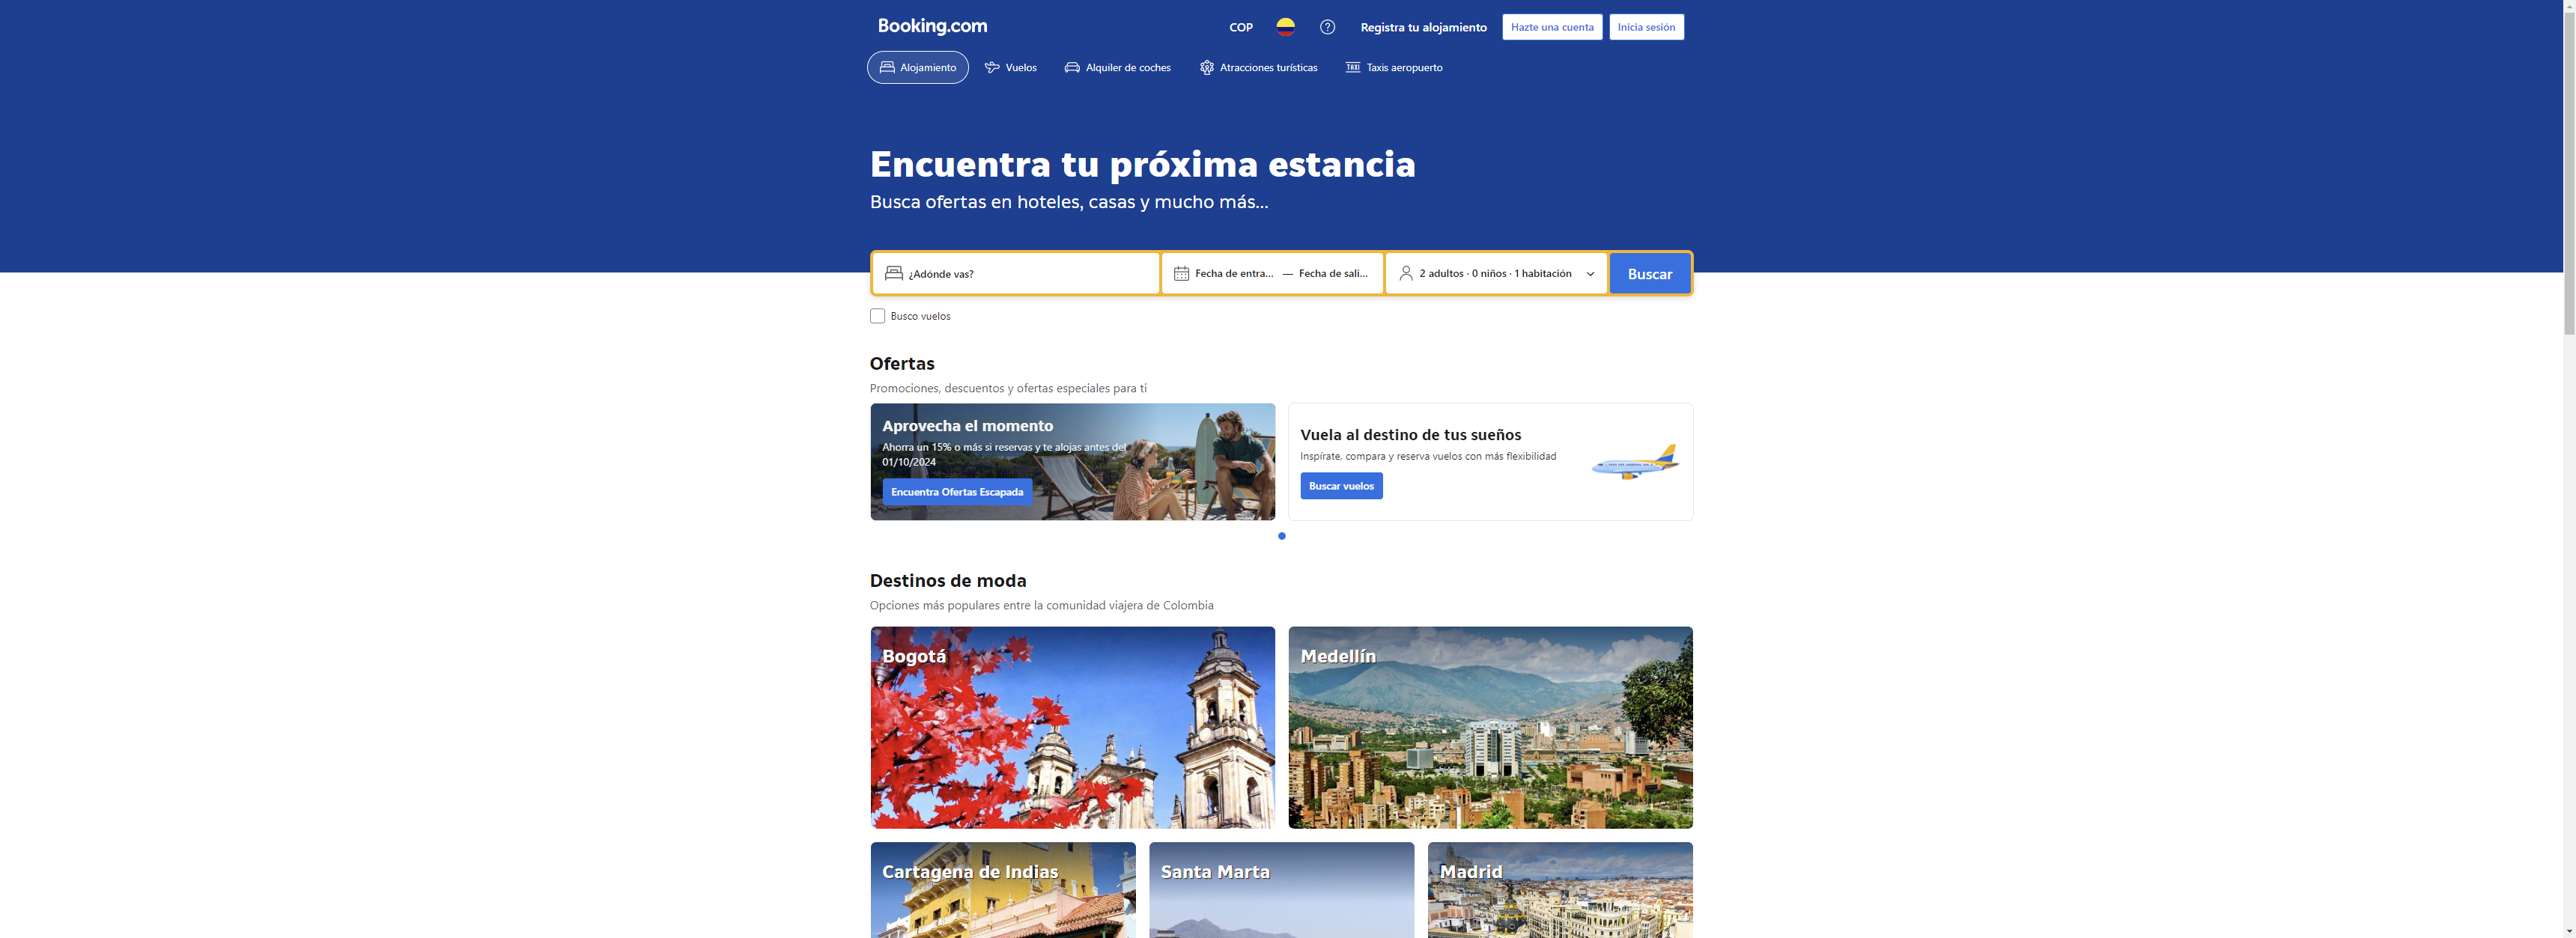 Booking.com
COP
Registra tu alojamiento
Hazte una cuenta
Inicia sesión
Alojamiento
Vuelos
Alquiler de coches
Atracciones turísticas
TAXI Taxis aeropuerto
Encuentra tu próxima estancia
Busca ofertas en hoteles, casas y mucho más...
¿Adónde vas?
Fecha de entra... — Fecha de sali...
2 adultos · 0 niños · 1 habitación
Buscar
Busco vuelos
Ofertas
Promociones, descuentos y ofertas especiales para ti
Aprovecha el momento
Ahorra un 15% o más si reservas y te alojas antes del
01/10/2024
Encuentra Ofertas Escapada
Vuela al destino de tus sueños
Inspírate, compara y reserva vuelos con más flexibilidad
Buscar vuelos
Destinos de moda
Opciones más populares entre la comunidad viajera de Colombia
Bogotá
Medellín
Cartagena de Indias
Santa Marta
Madrid